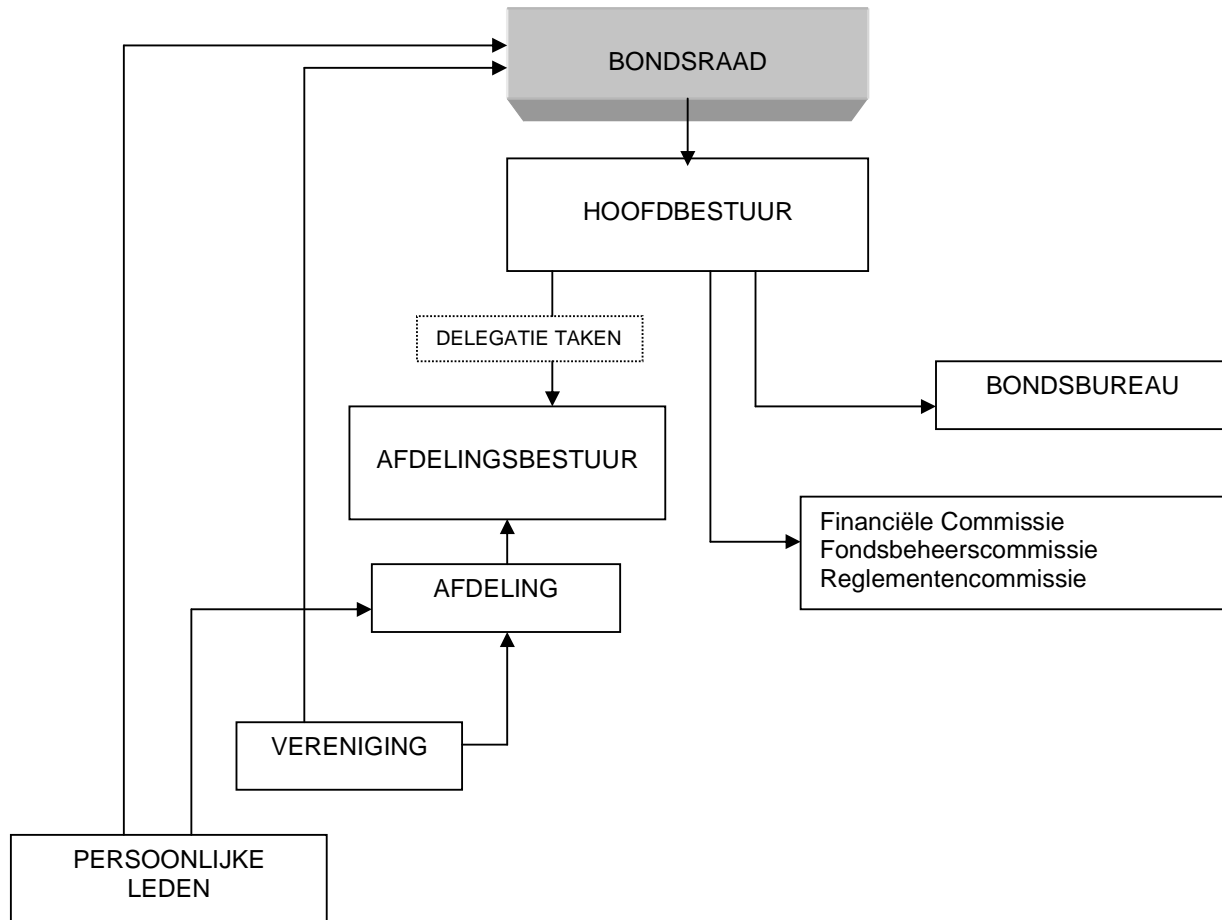 BONDSRAAD
HOOFDBESTUUR
DELEGATIE TAKEN
BONDSBUREAU
AFDELINGSBESTUUR
Financiële Commissie
Fondsbeheerscommissie
Reglementencommissie
AFDELING
VERENIGING
PERSOONLIJKE
LEDEN